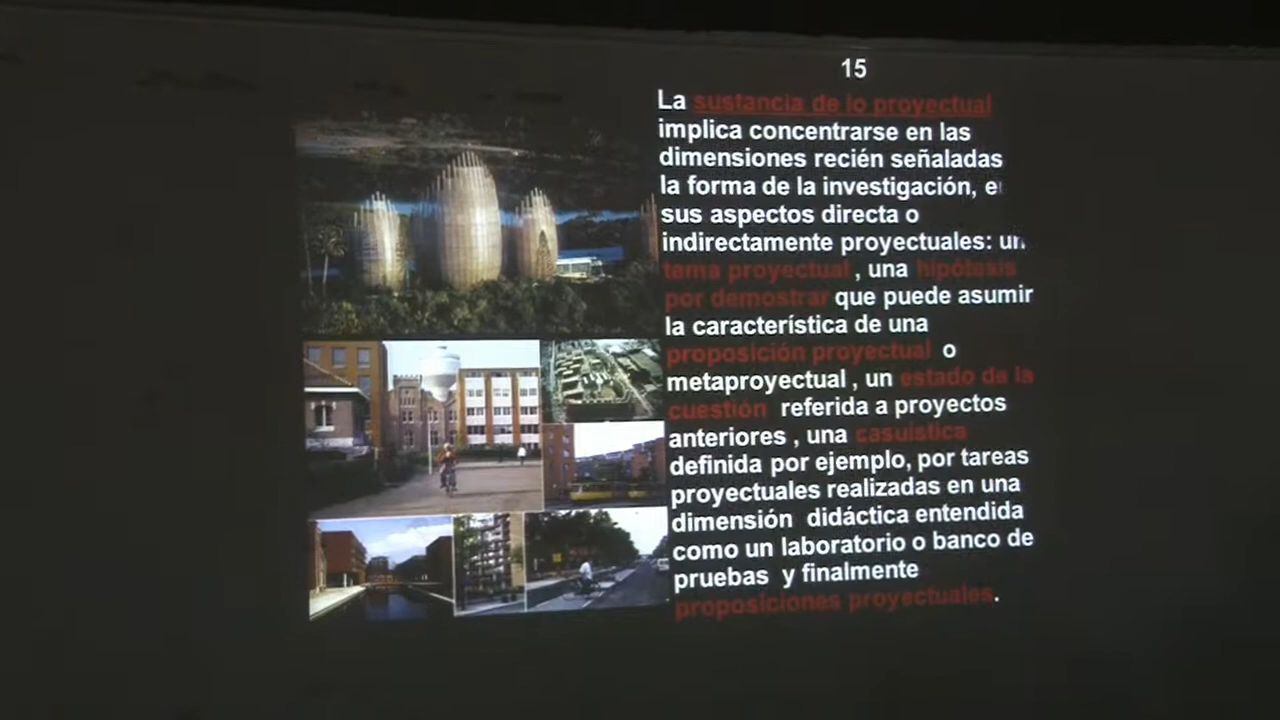 15
La sustancia de lo proyectual
implica concentrarse en las
dimensiones recién señaladas
la forma de la investigación, e
sus aspectos directa o
indirectamente proyectuales: un
tema proyectual , una hipótesis
por demostrar que puede asumir
la característica de una
proposición proyectual o
metaproyectual , un estado de la
cuestión referida a proyectos
anteriores , una casuística
definida por ejemplo, por tareas
proyectuales realizadas en una
dimensión didáctica entendida
como un laboratorio o banco de
pruebas y finalmente
proposiciones proyectuales.